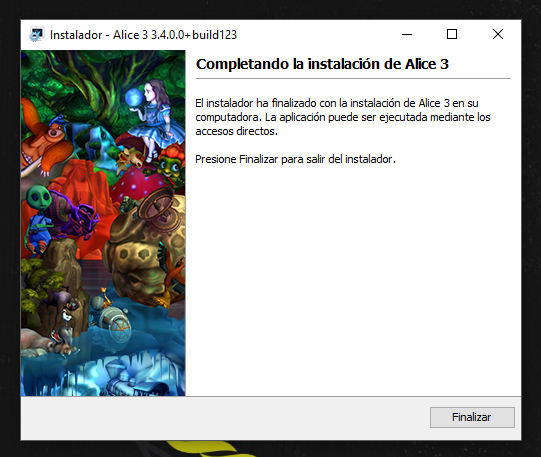 Instalador - Alice 3 3.4.0.0+build123
Completando la instalación de Alice 3
El instalador ha finalizado con la instalación de Alice 3 en su
computadora. La aplicación puede ser ejecutada mediante los
accesos directos.
Presione Finalizar para salir del instalador.
Finalizar